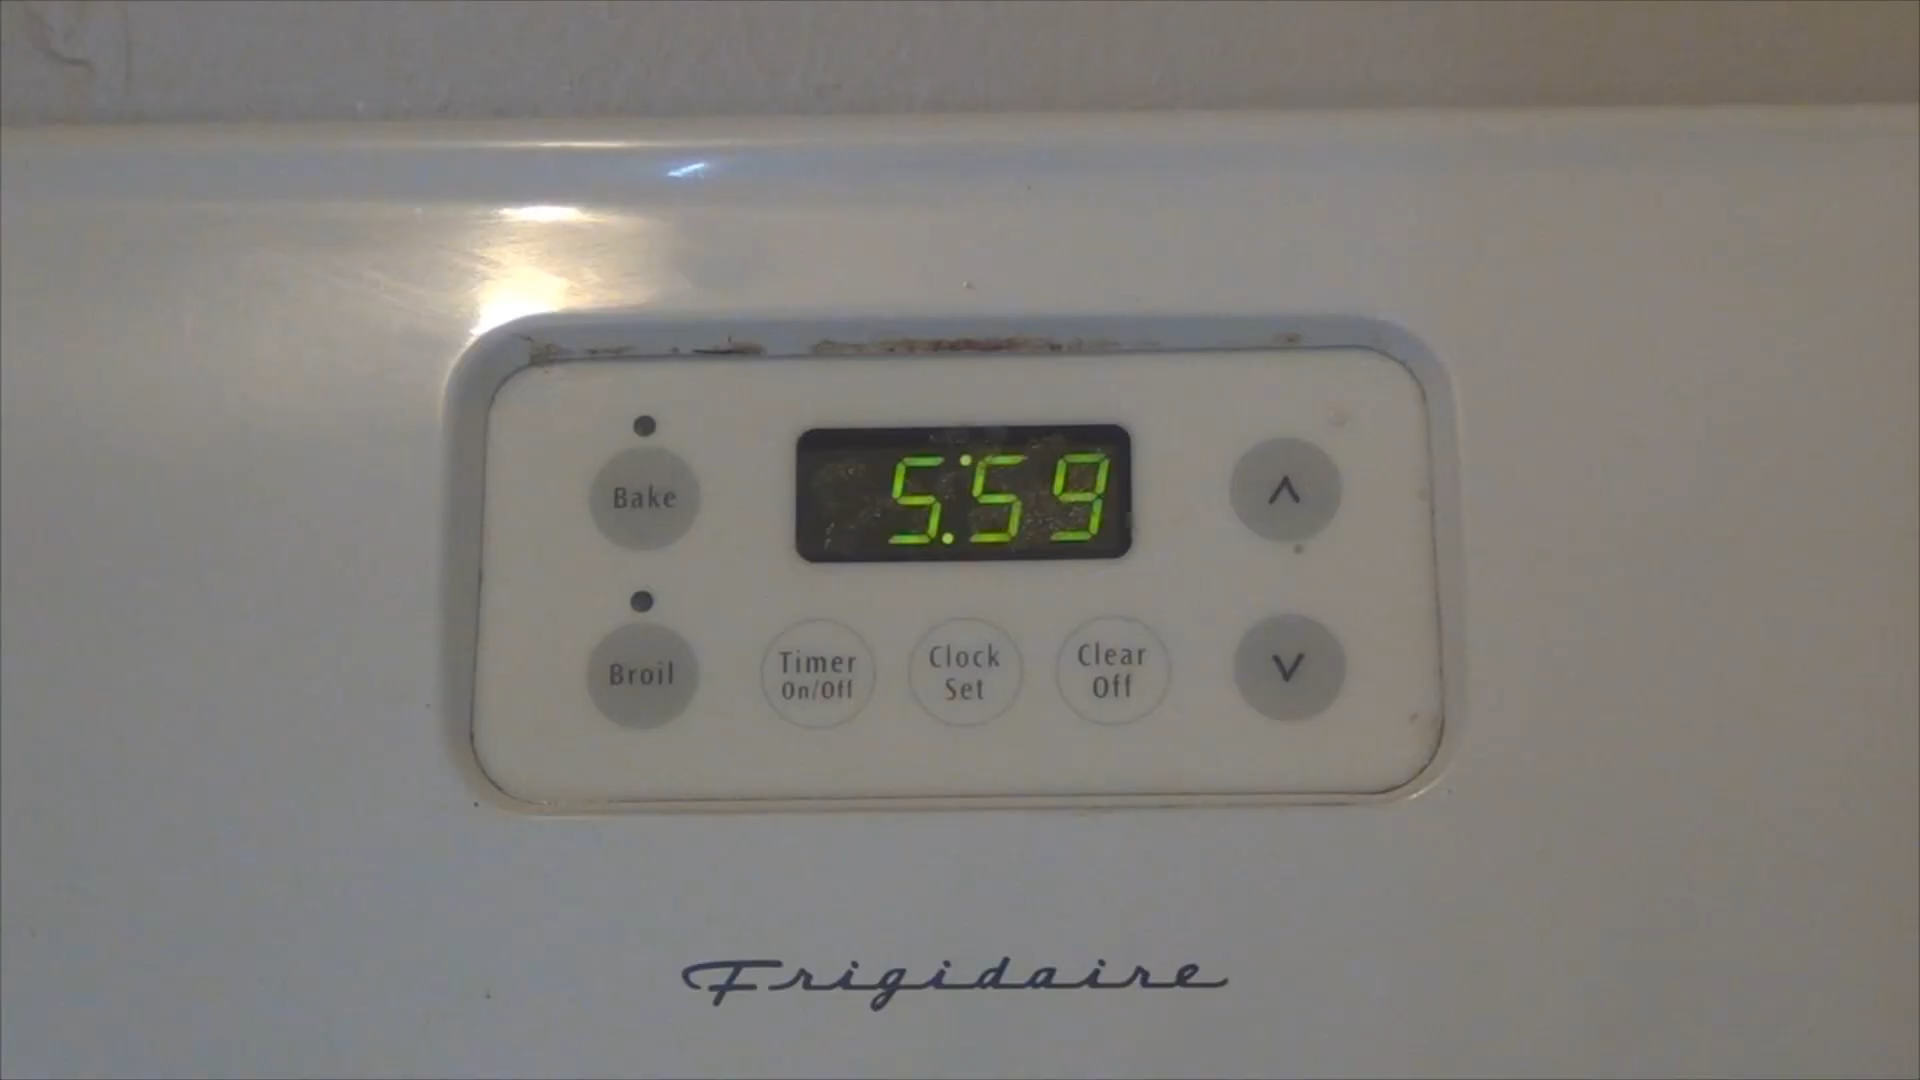 5:59
Bake
Broil
Timer
On/Off
Clock
Set
Clear
Off
Frigidaire